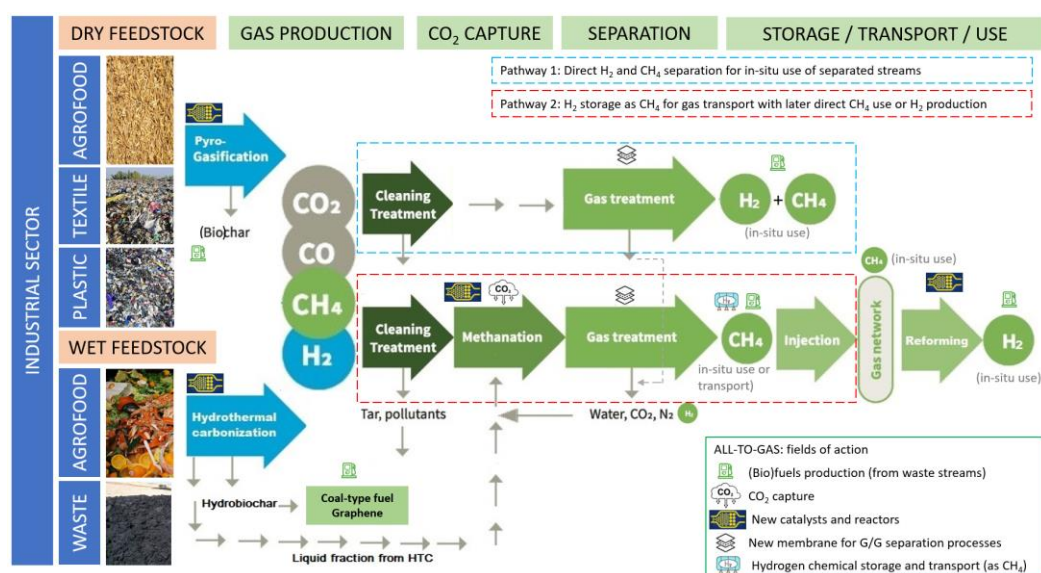 DRY FEEDSTOCK
GAS PRODUCTION
CO₂ CAPTURE
SEPARATION
STORAGE / TRANSPORT / USE
INDUSTRIAL SECTOR
AGROFOOD
TEXTILE
PLASTIC
WET FEEDSTOCK
AGROFOOD
WASTE
Pathway 1: Direct H₂ and CH₄ separation for in-situ use of separated streams
Pathway 2: H₂ storage as CH₄ for gas transport with later direct CH₄ use or H₂ production
Pyro-
Gasification
(Bio)char
CO₂
CO
CH₄
H₂
Cleaning
Treatment
Gas treatment
H₂ + CH₄
(in-situ use)
Cleaning
Treatment
CO₂
Methanation
Gas treatment
H₂
CH₄
in-situ use or
transport)
Injection
CH₄ (in-situ use)
Gas network
Reforming
H₂
(in-situ use)
Hydrothermal
carbonization
Tar, pollutants
Water, CO₂, N₂ H₂
Hydrobiochar
Coal-type fuel
Graphene
Liquid fraction from HTC
ALL-TO-GAS: fields of action
(Bio)fuels production (from waste streams)
CO₂ CO₂ capture
New catalysts and reactors
New membrane for G/G separation processes
H₂ Hydrogen chemical storage and transport (as CH₄)